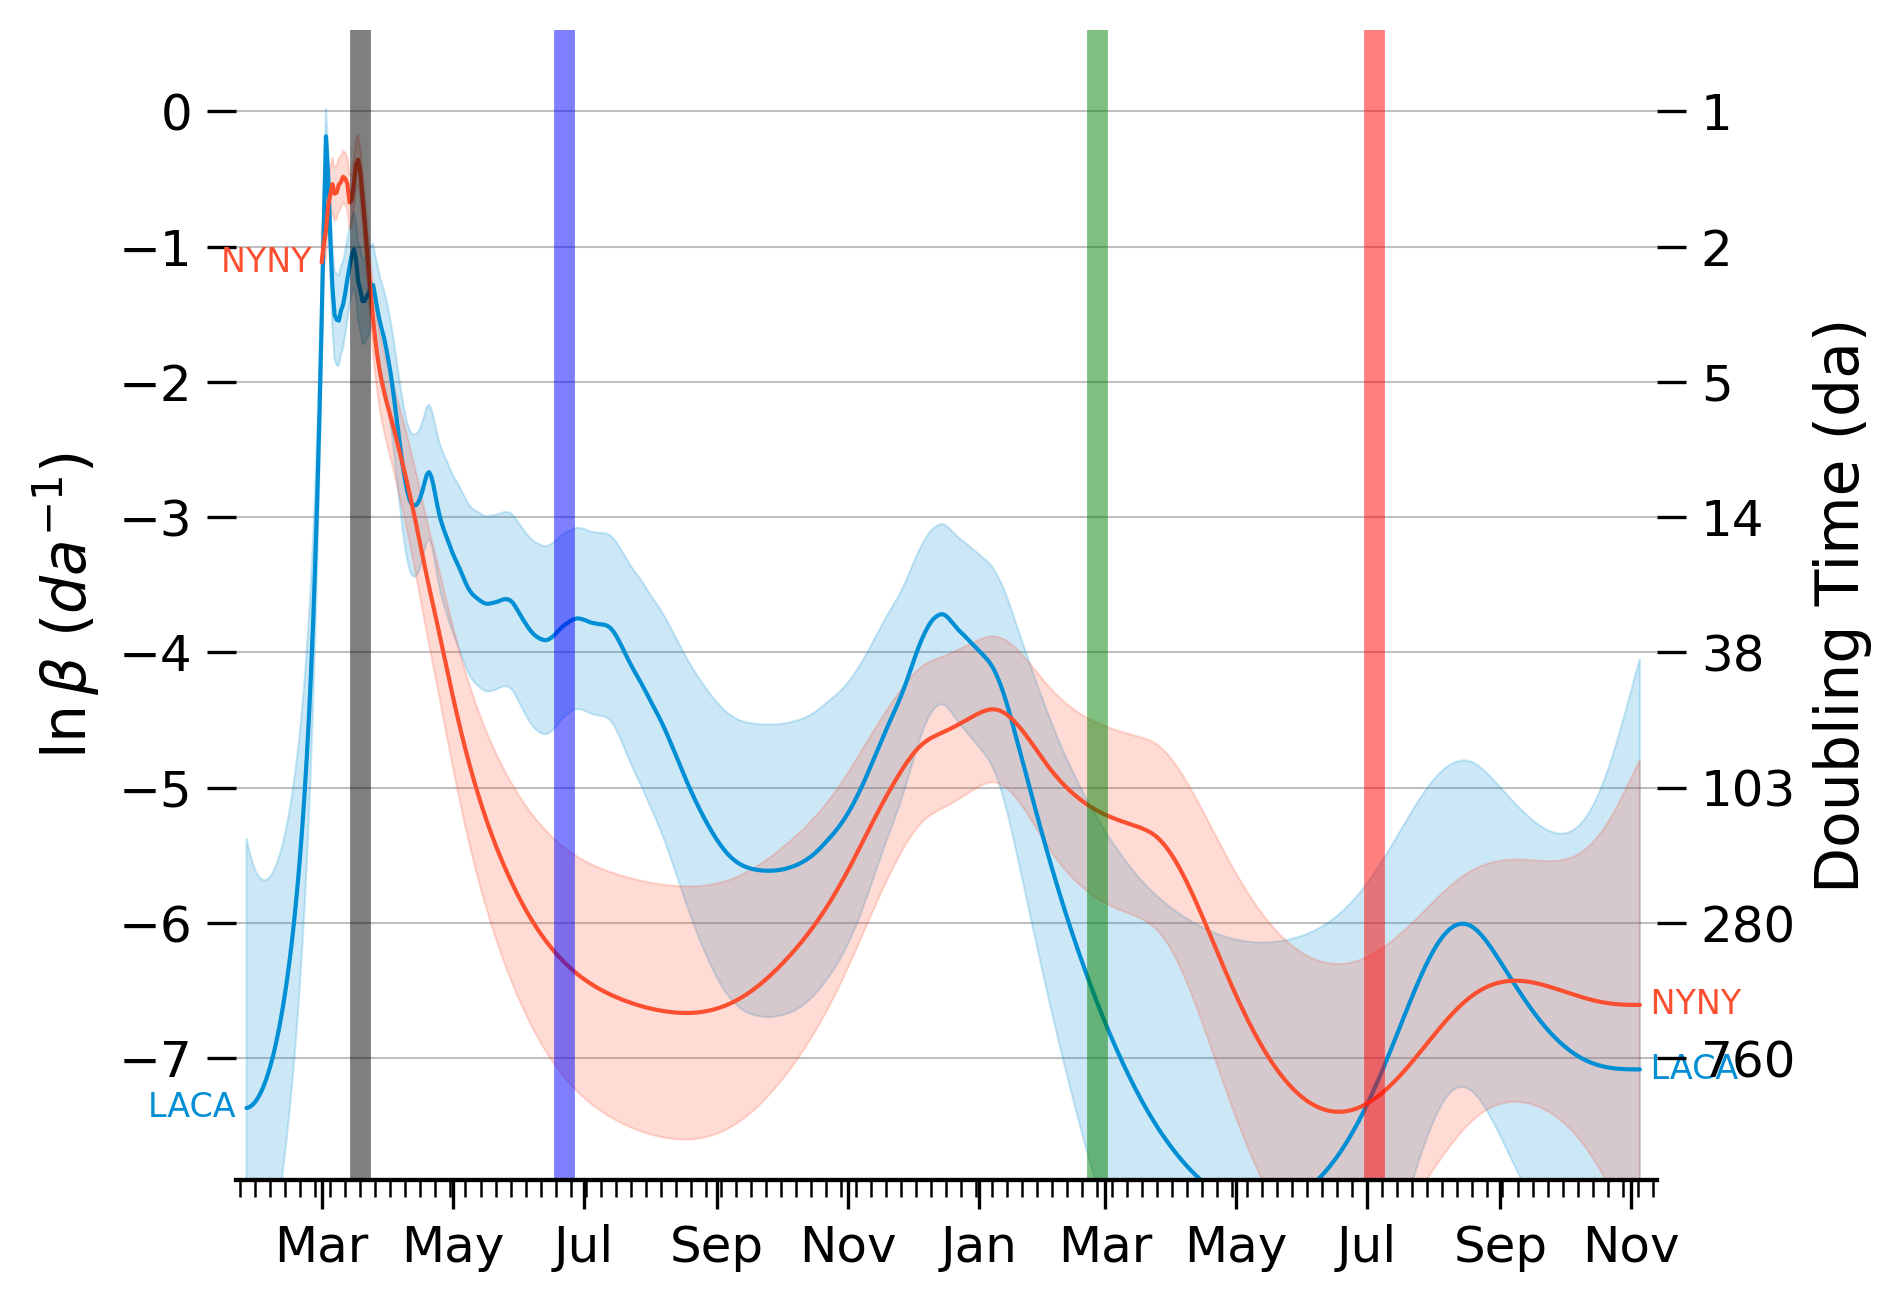 0
−1
−2
−3
−4
−5
−6
−7
ln β (da⁻¹)
NYNY
LACA
1
2
5
14
38
103
280
760
Doubling Time (da)
NYNY
LACA
Mar May Jul Sep Nov Jan Mar May Jul Sep Nov